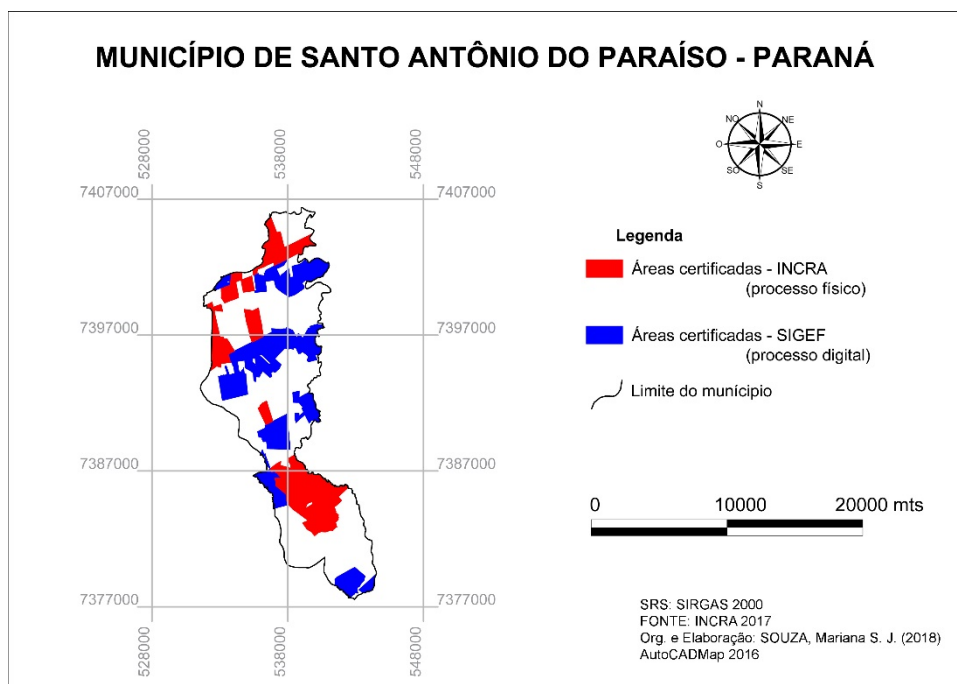 MUNICÍPIO DE SANTO ANTÔNIO DO PARAÍSO - PARANÁ
N
NO NE
O E
SO SE
S
528000 538000 548000
7407000 7407000
7397000 7397000
7387000 7387000
7377000 7377000
528000 538000 548000
Legenda
Áreas certificadas - INCRA
(processo físico)
Áreas certificadas - SIGEF
(processo digital)
Limite do munícipio
0 10000 20000 mts
SRS: SIRGAS 2000
FONTE: INCRA 2017
Org. e Elaboração: SOUZA, Mariana S. J. (2018)
AutoCADMap 2016